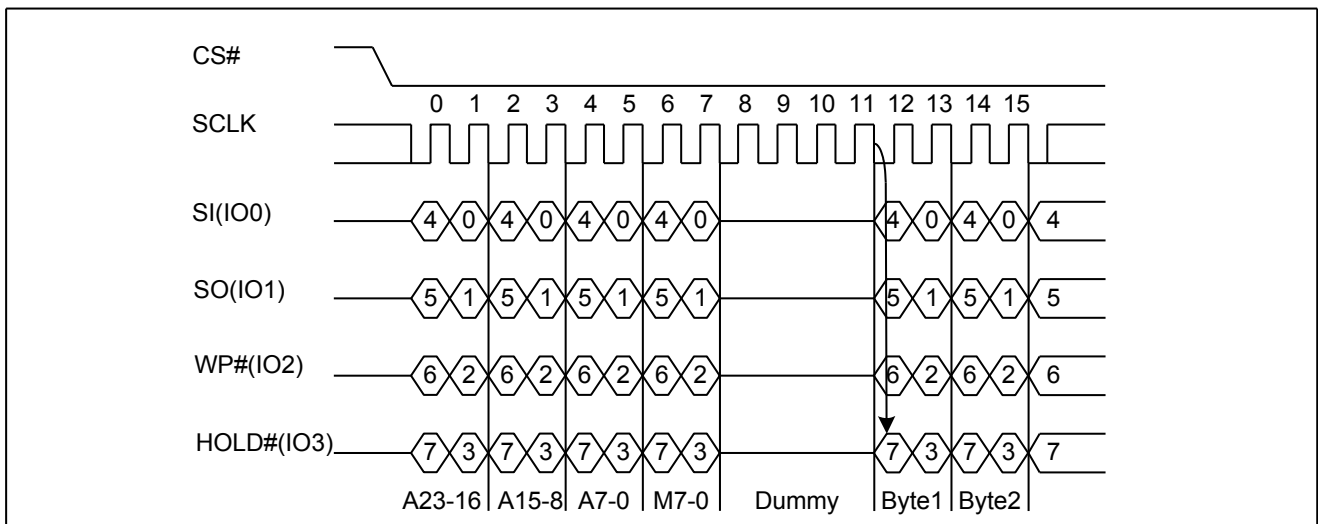 CS#
0 1 2 3 4 5 6 7 8 9 10 11 12 13 14 15
SCLK
SI(IO0) 4 0 4 0 4 0 4 0 4 0 4 0 4
SO(IO1) 5 1 5 1 5 1 5 1 5 1 5 1 5
WP#(IO2) 6 2 6 2 6 2 6 2 6 2 6 2 6
HOLD#(IO3) 7 3 7 3 7 3 7 3 7 3 7 3 7
A23-16 A15-8 A7-0 M7-0 Dummy Byte1 Byte2